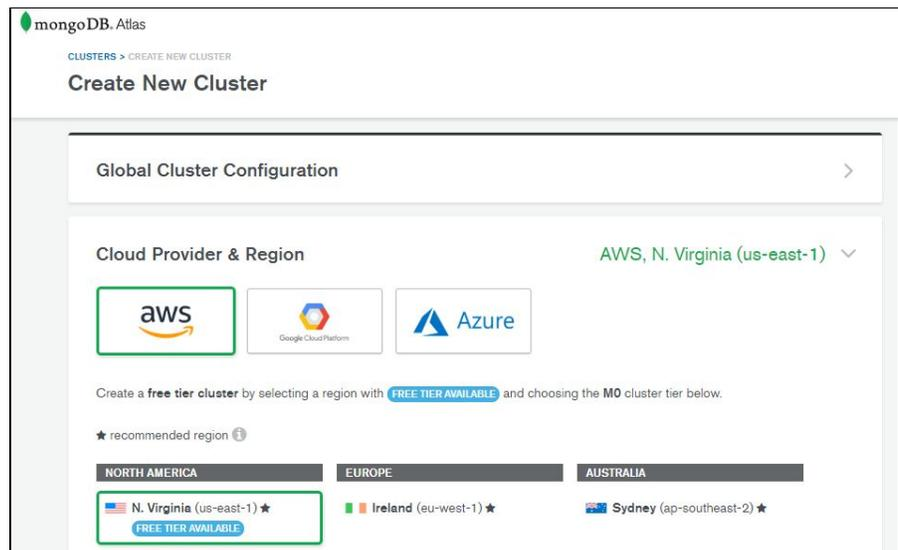 mongoDB. Atlas
CLUSTERS > CREATE NEW CLUSTER
Create New Cluster
Global Cluster Configuration
Cloud Provider & Region
AWS, N. Virginia (us-east-1)
aws
Google Cloud Platform
Azure
Create a free tier cluster by selecting a region with FREE TIER AVAILABLE and choosing the M0 cluster tier below.
★ recommended region i
NORTH AMERICA
EUROPE
AUSTRALIA
N. Virginia (us-east-1) ★
FREE TIER AVAILABLE
Ireland (eu-west-1) ★
Sydney (ap-southeast-2) ★